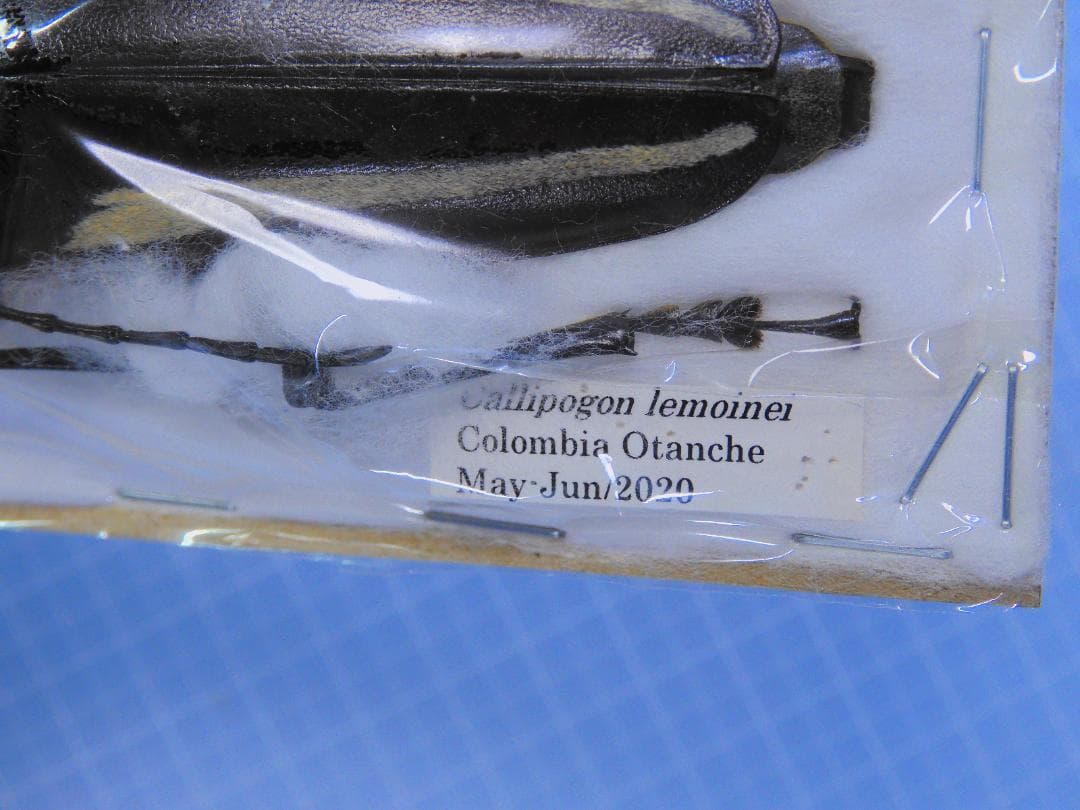 Callipogon lemoinei
Colombia Otanche
May-Jun/2020